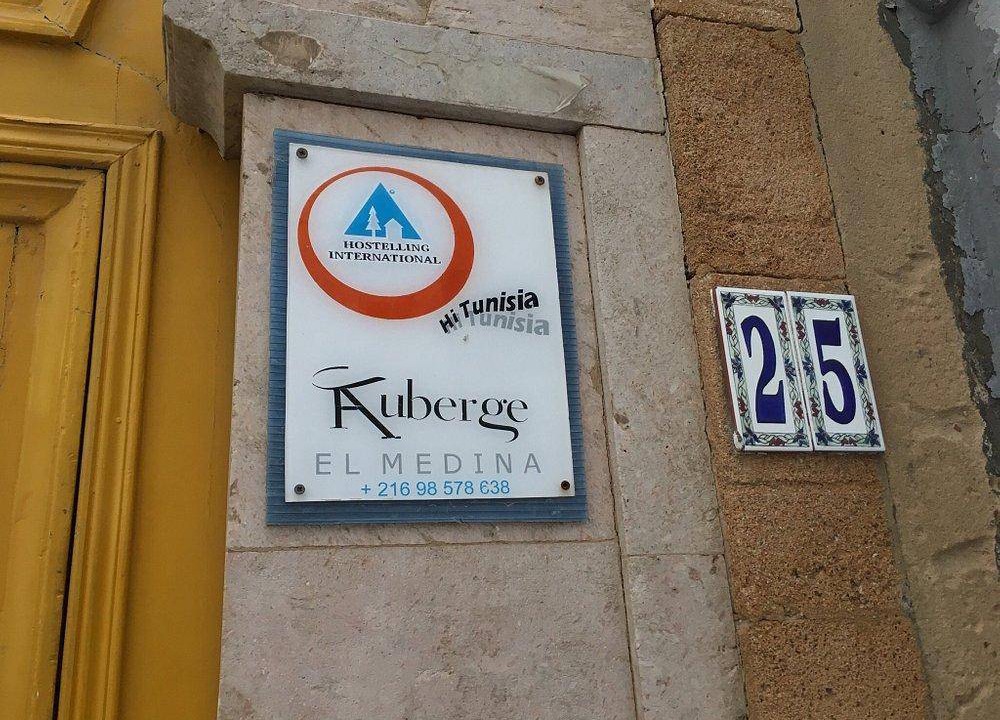 HOSTELLING
INTERNATIONAL
Hi Tunisia
Hi Tunisia
Auberge
EL MEDINA
+ 216 98 578 638
25